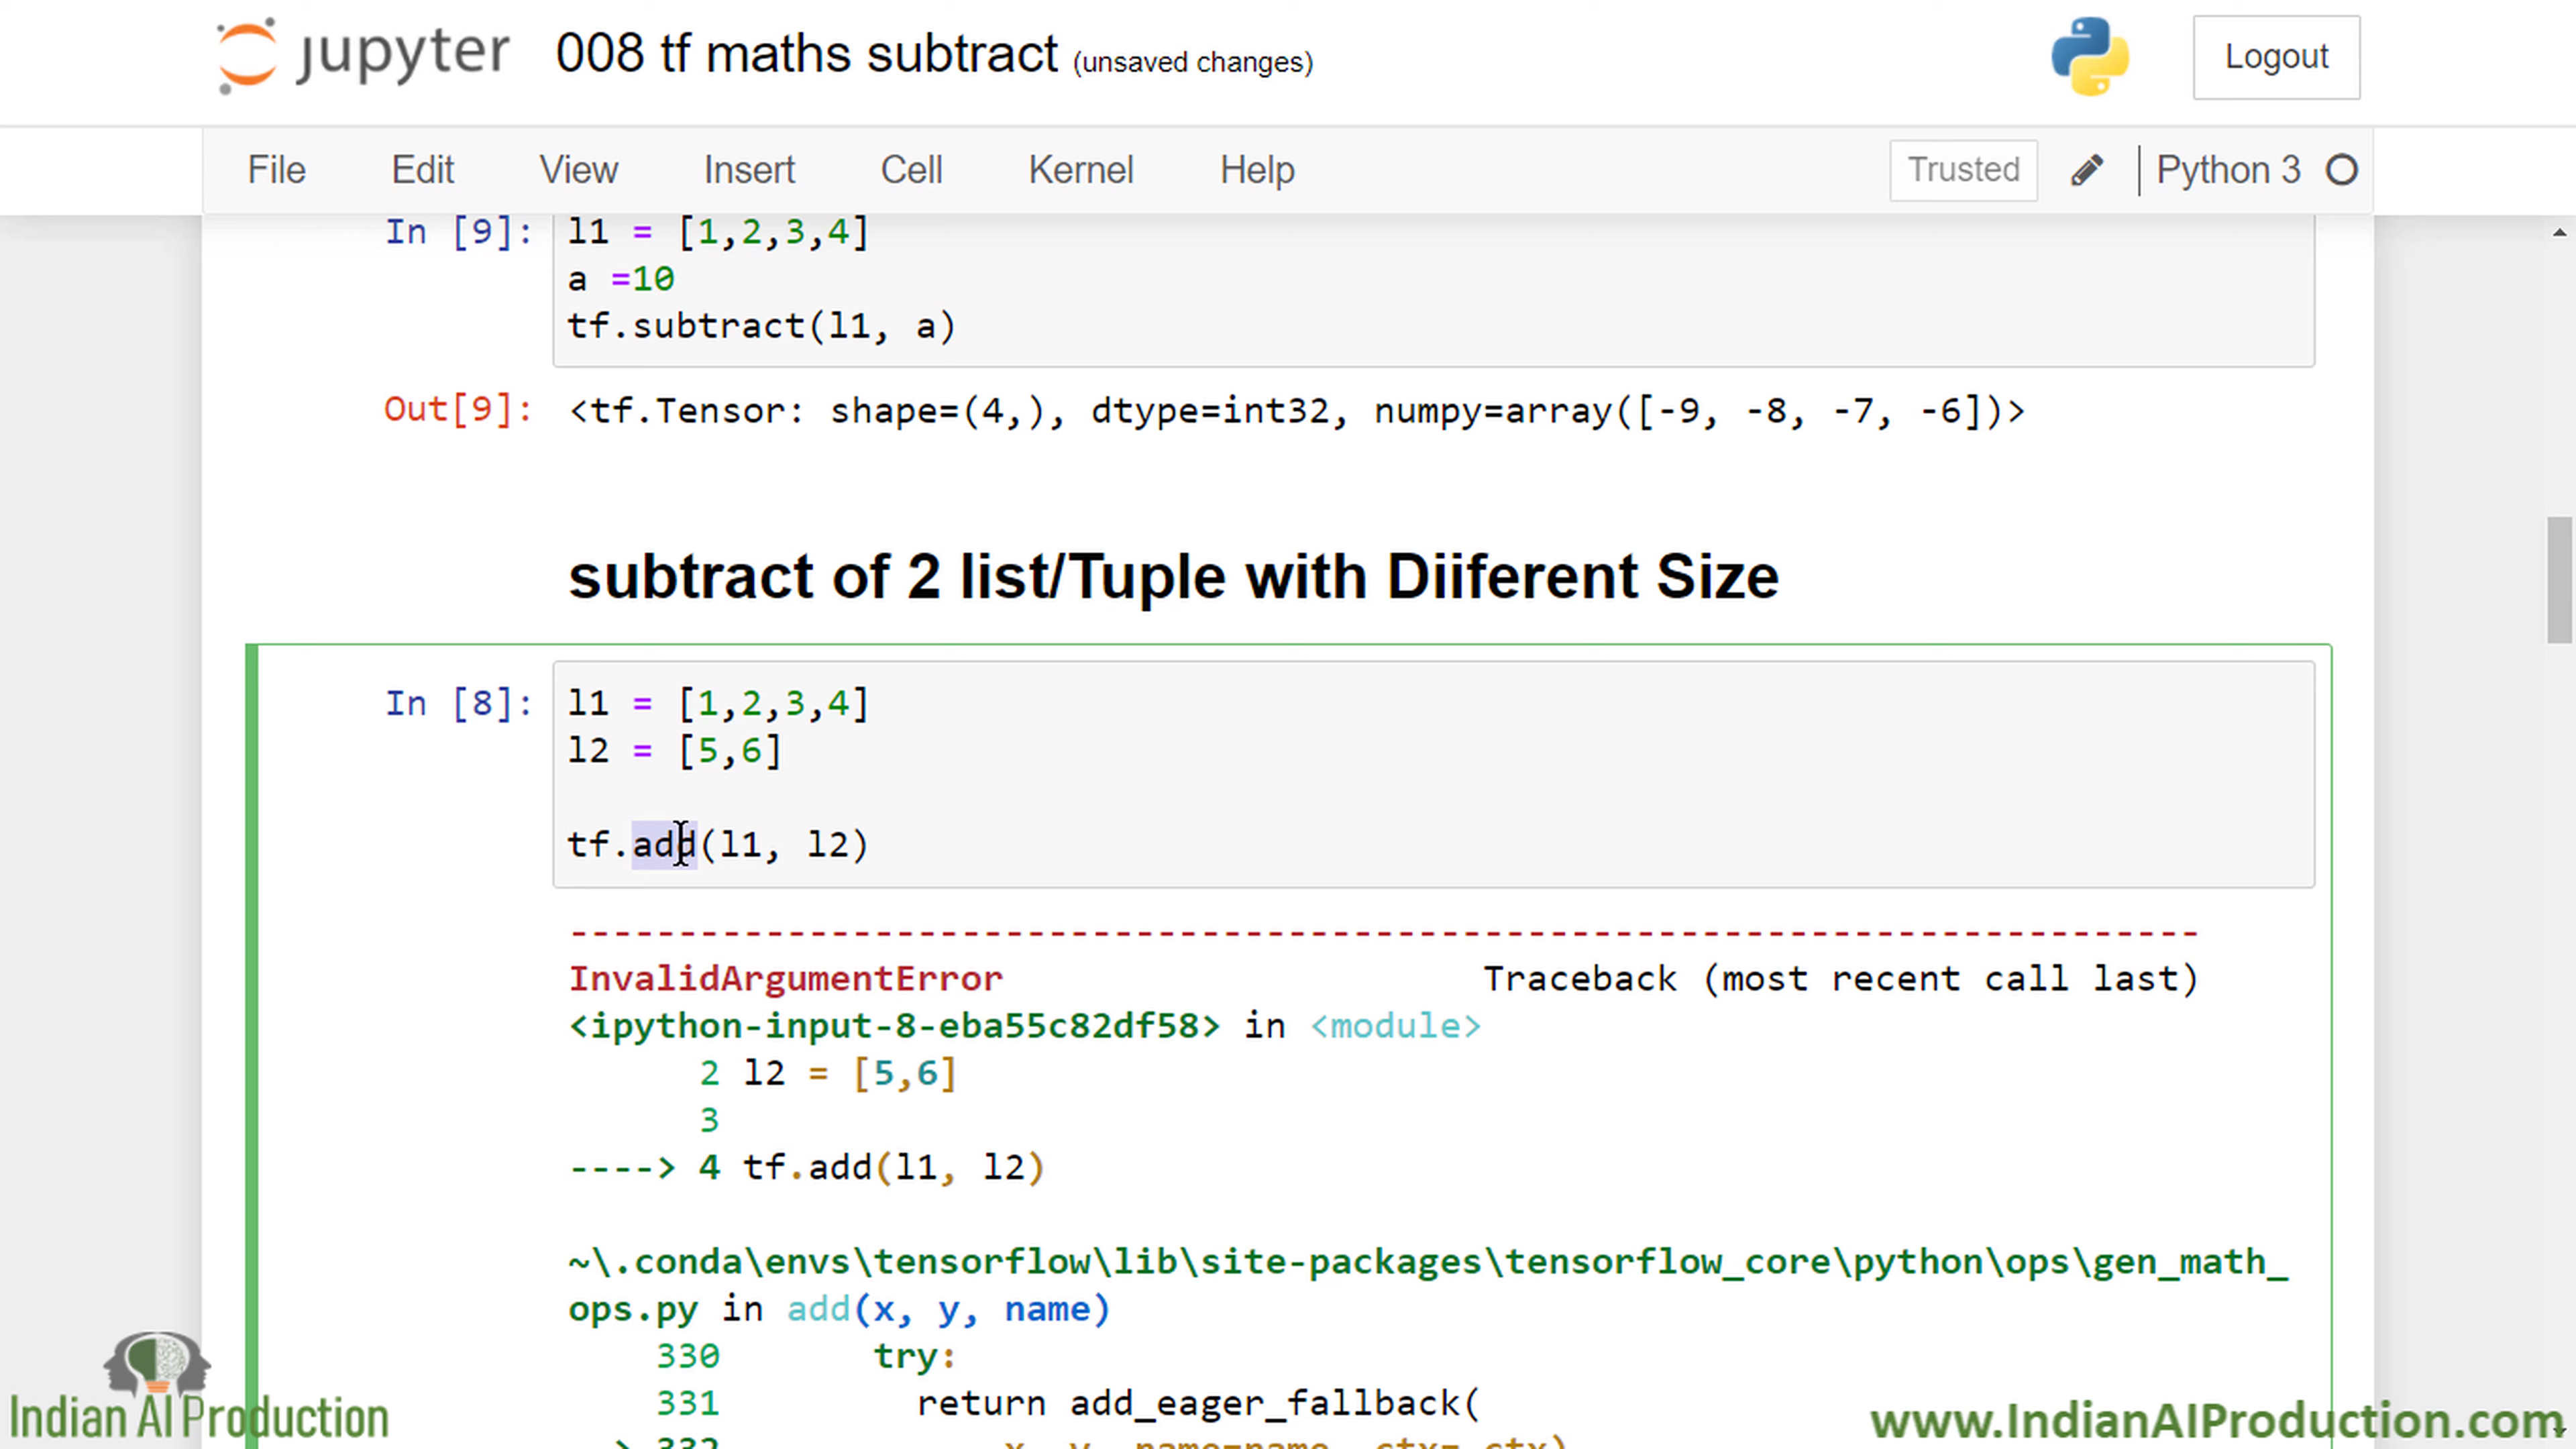 jupyter 008 tf maths subtract (unsaved changes) Logout
File Edit View Insert Cell Kernel Help Trusted Python 3
In [9]: l1 = [1,2,3,4]
a =10
tf.subtract(l1, a)
Out[9]: <tf.Tensor: shape=(4,), dtype=int32, numpy=array([-9, -8, -7, -6])>
subtract of 2 list/Tuple with Diiferent Size
In [8]: l1 = [1,2,3,4]
l2 = [5,6]
tf.add(l1, l2)
---------------------------------------------------------------------------
InvalidArgumentError Traceback (most recent call last)
<ipython-input-8-eba55c82df58> in <module>
2 l2 = [5,6]
3
----> 4 tf.add(l1, l2)
~\.conda\envs\tensorflow\lib\site-packages\tensorflow_core\python\ops\gen_math_
ops.py in add(x, y, name)
330 try:
331 return add_eager_fallback(
--> 332 x, y, name=name, ctx=_ctx)
Indian AI Production
www.IndianAIProduction.com